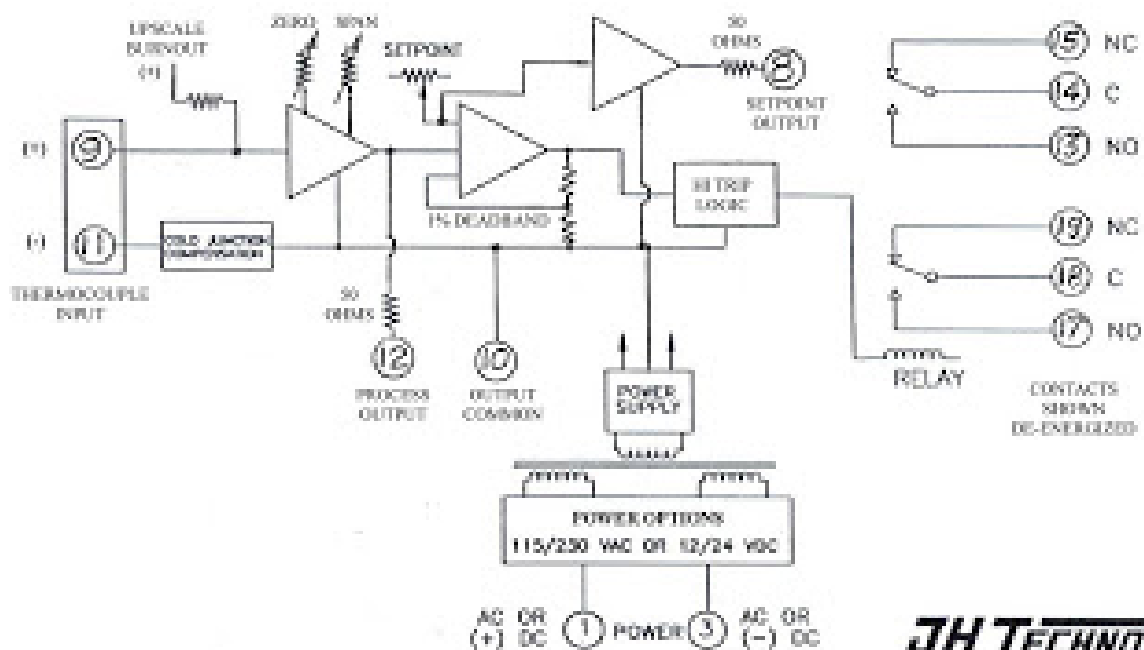 UPSCALE
BURNOUT
(+)
ZERO
SPAN
SETPOINT
50
OHMS
8
SETPOINT
OUTPUT
15 NC
14 C
13 NO
(+)
9
(-)
11
THERMOCOUPLE
INPUT
COLD JUNCTION
COMPENSATION
1% DEADBAND
HI TRIP
LOGIC
19 NC
18 C
17 NO
RELAY
CONTACTS
SHOWN
DE-ENERGIZED
50
OHMS
12
PROCESS
OUTPUT
10
OUTPUT
COMMON
POWER
SUPPLY
POWER OPTIONS
115/230 VAC OR 12/24 VDC
AC OR
(+) DC
1
POWER
3
AC OR
(-) DC
JH TECHNO